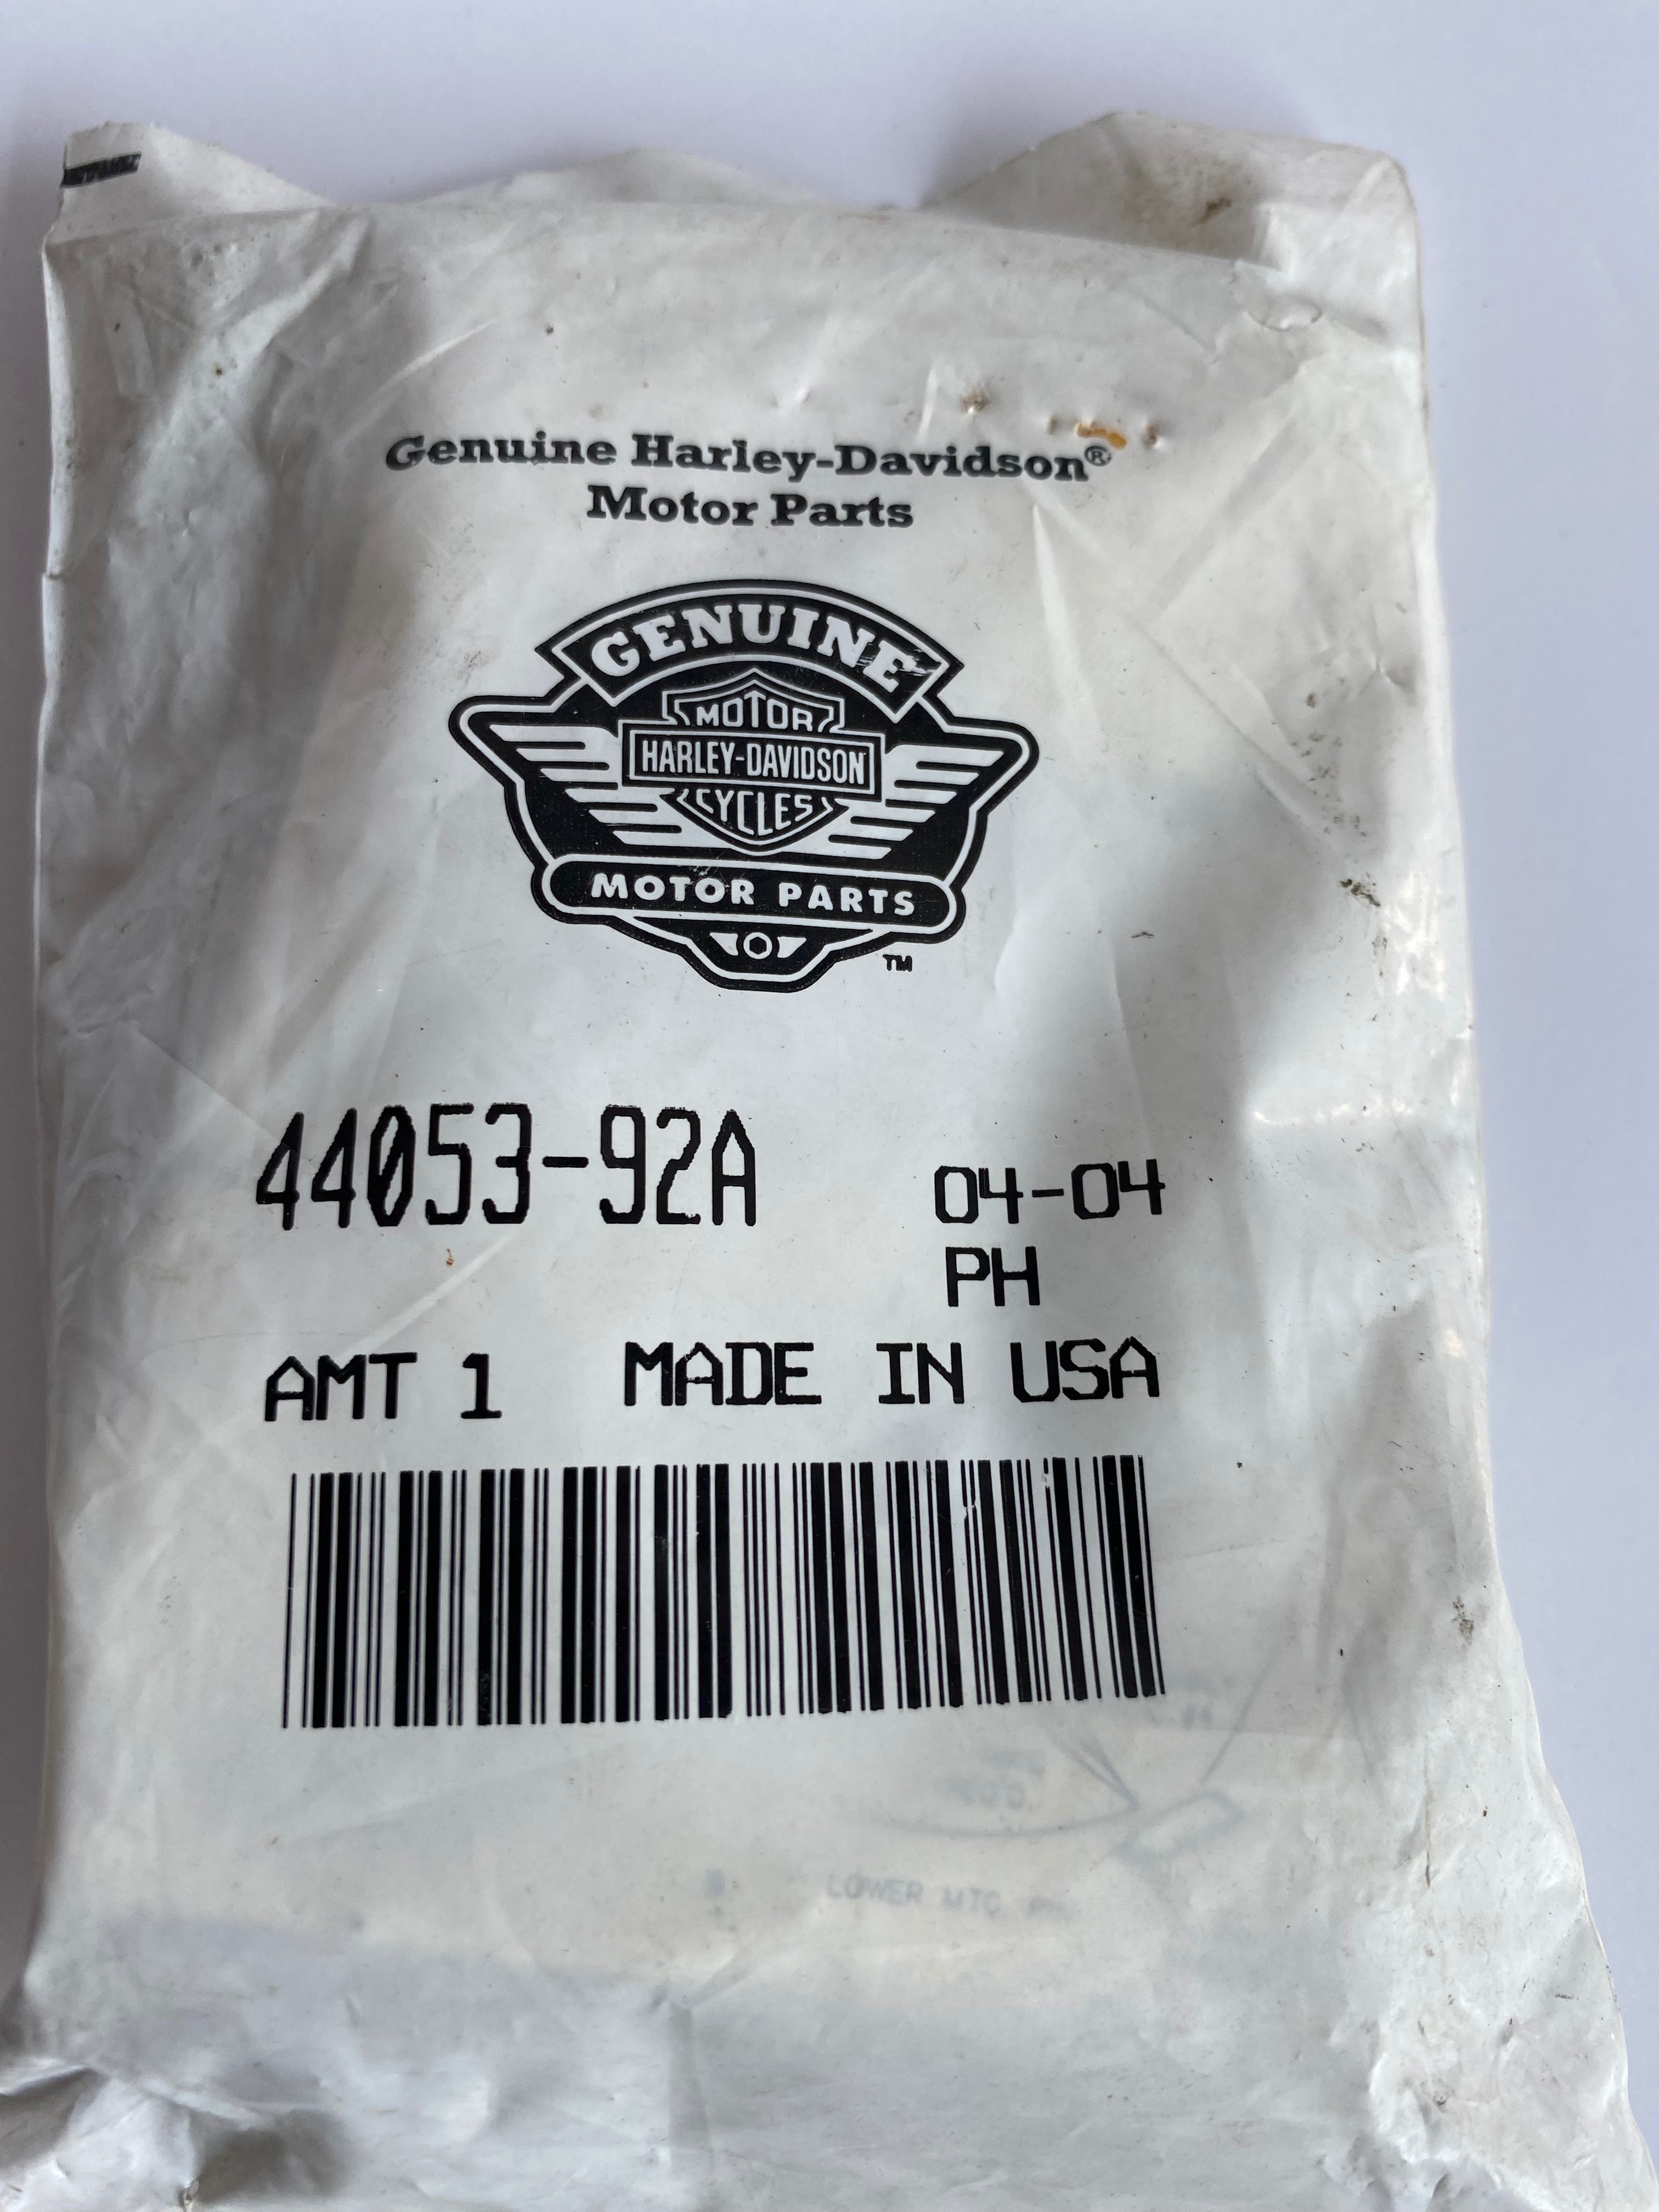 Genuine Harley-Davidson®
Motor Parts
GENUINE
MOTOR
HARLEY-DAVIDSON
CYCLES
MOTOR PARTS
TM
44053-92A
04-04
PH
AMT 1 MADE IN USA
LOWER MTG